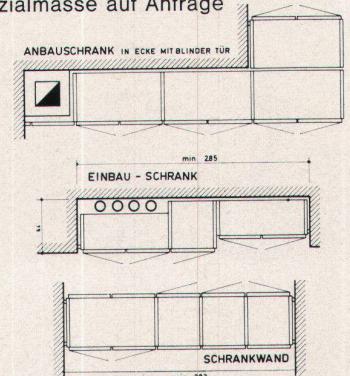 zialmasse auf Anfrage
ANBAUSCHRANK IN ECKE MIT BLINDER TÜR
min 285
EINBAU - SCHRANK
SCHRANKWAND